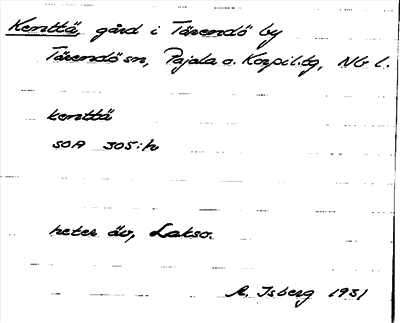 Kenttä, gård i Tärendö by
Tärendö sn, Pajala o. Korpil. tg, Nb l.
kenttä
SOA 305:h
heter äv, Lakso.
A. Isberg 1931